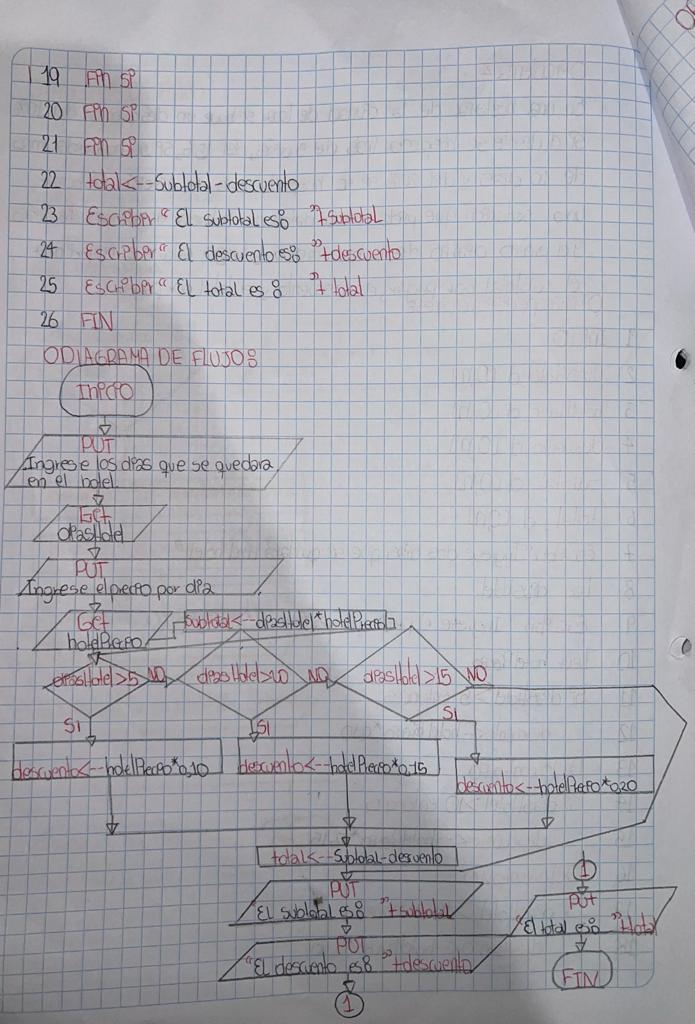 19 Fin si
20 Fin si
21 Fin si
22 total<--Subtotal-descuento
23 Escriber "El subtotal es: "+subtotal
24 Escriber "El descuento es: "+descuento
25 Escriber "El total es: "+total
26 FIN
ODIAGRAMA DE FLUJO:
Inicio
PUT
Ingrese los dias que se quedara
en el hotel
Get
diasHotel
PUT
Ingrese el precio por dia
Get
hotelPrecio
subtotal<--diasHotel*hotelPrecio
diasHotel>5 NO diasHotel>10 NO diasHotel>15 NO
Si Si Si
descuento<--hotelPrecio*0,10 descuento<--hotelPrecio*0,15 descuento<--hotelPrecio*0,20
total<--Subtotal-descuento
PUT
"El subtotal es: "+subtotal
PUT
"El descuento es: "+descuento
1
1
PUT
"El total es: "+total
FIN